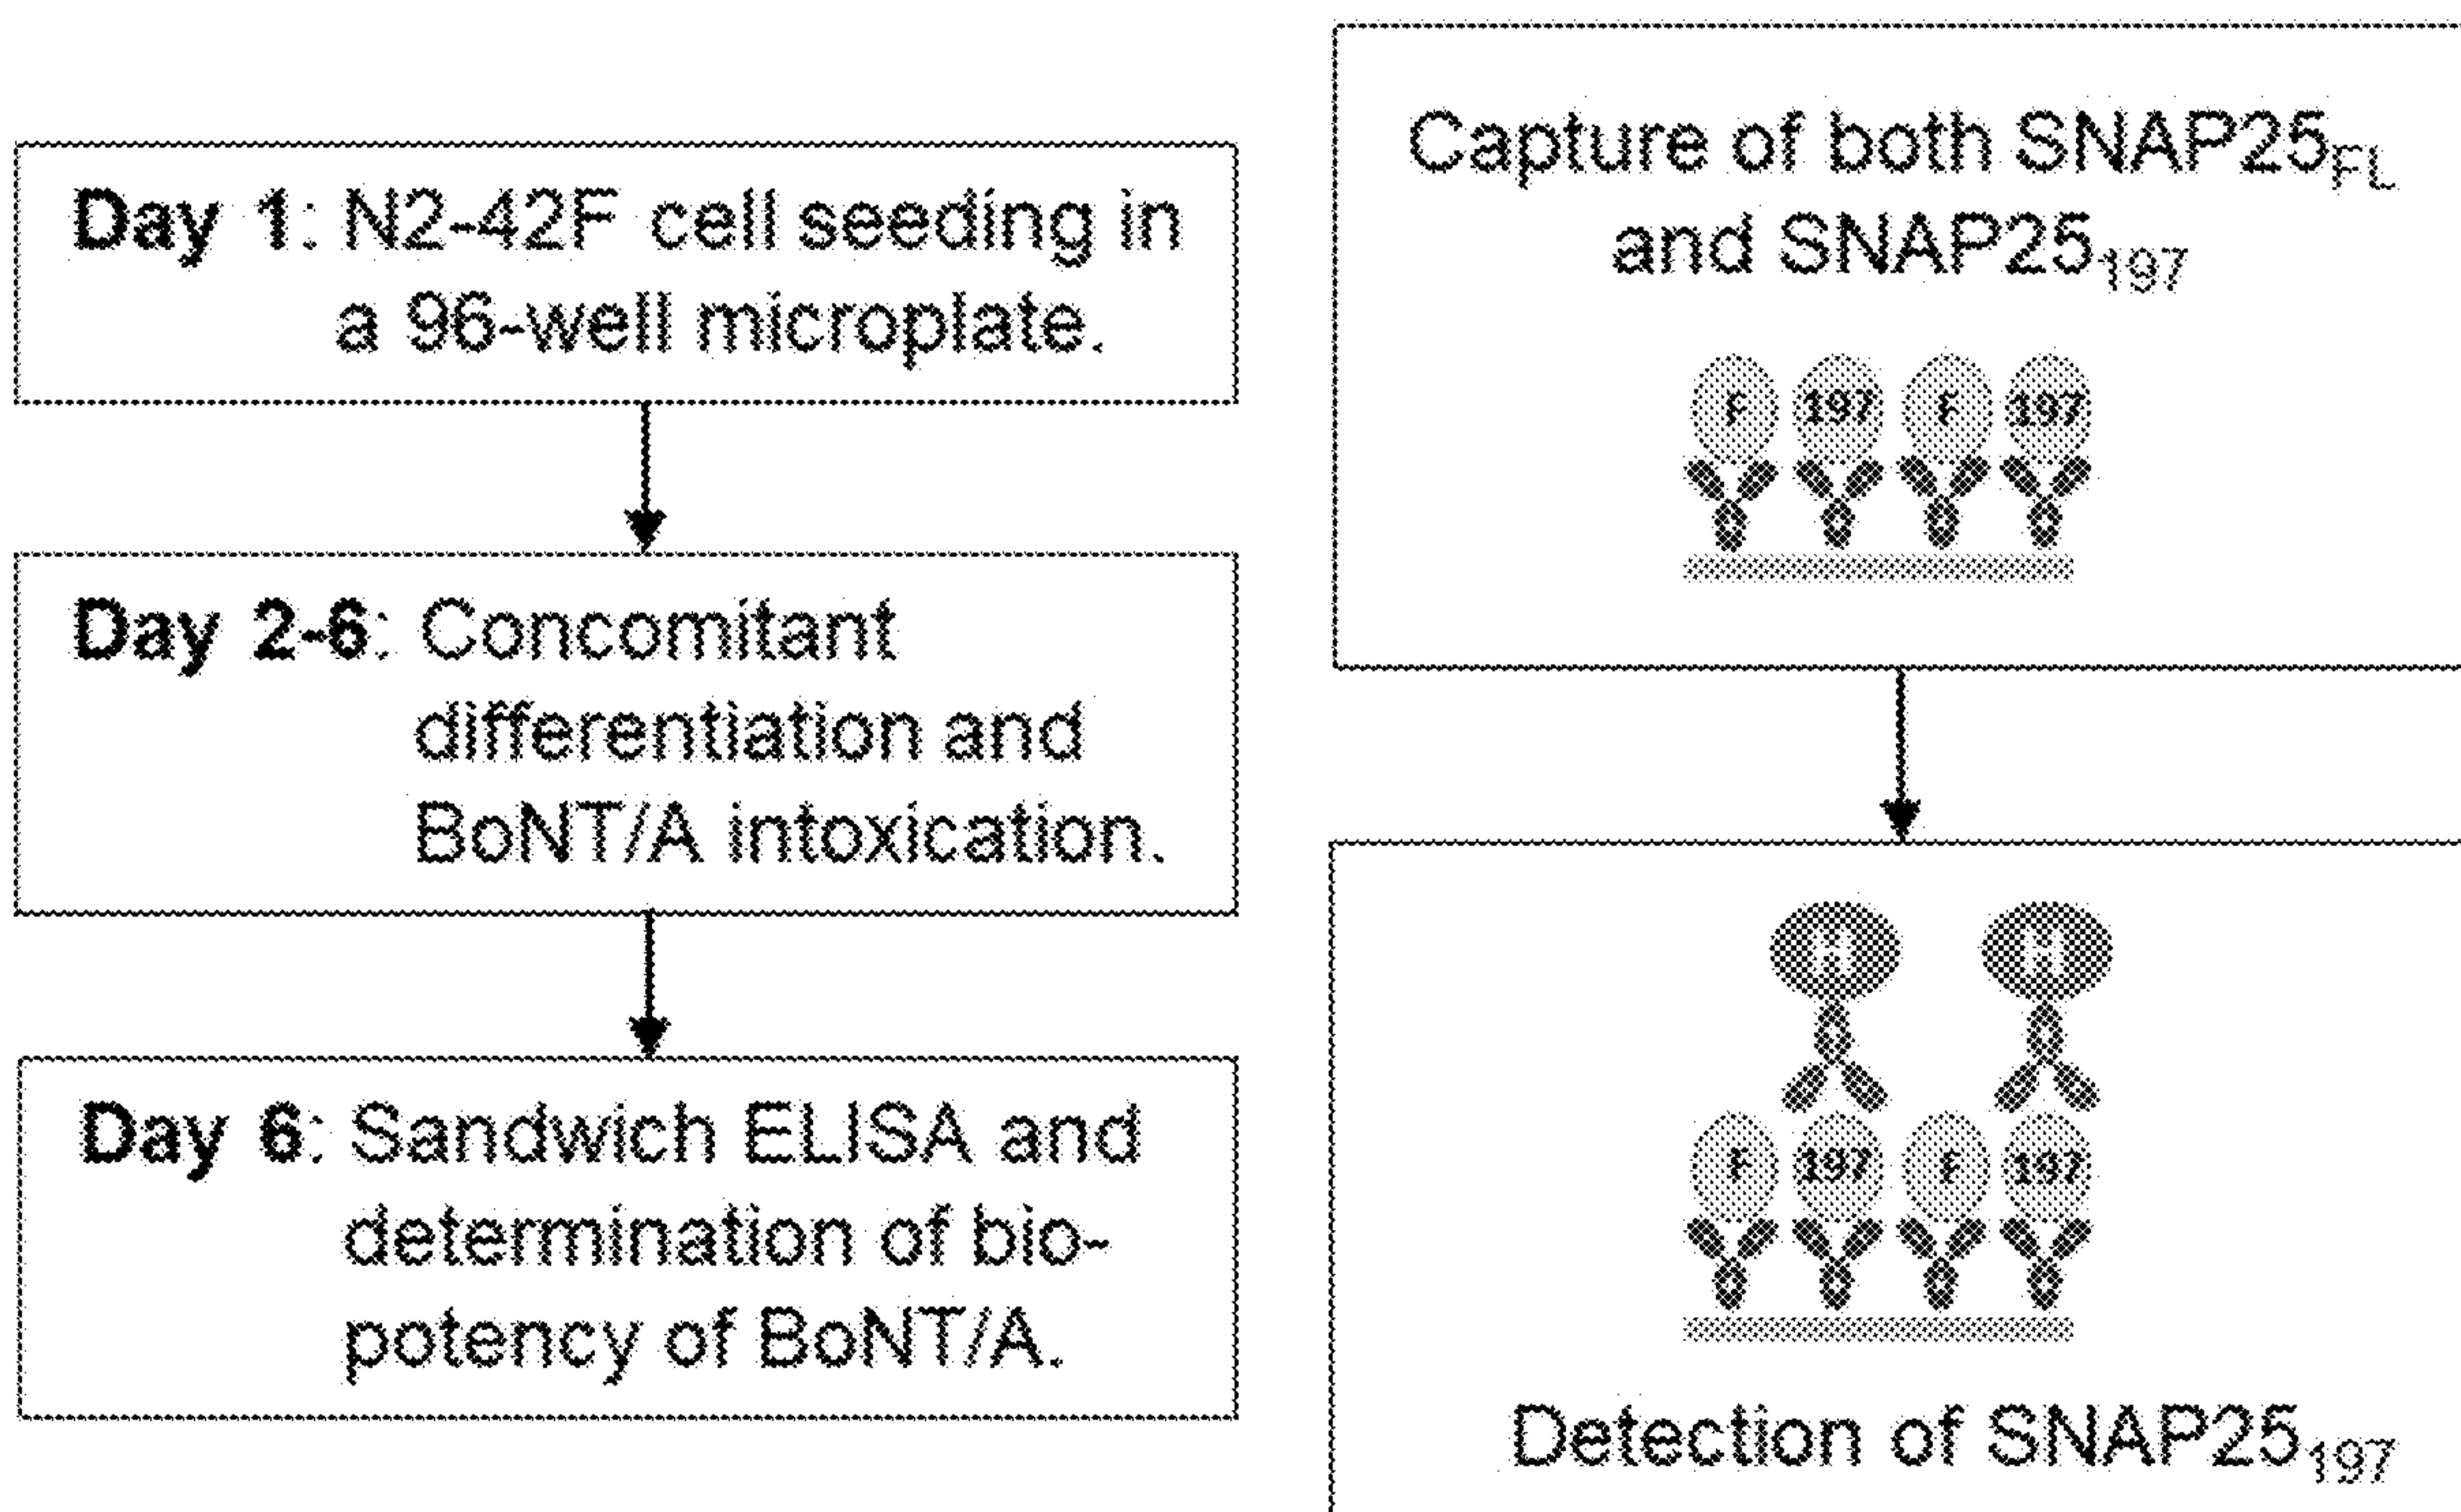 Day 1: N2-42F cell seeding in
a 96-well microplate.
Day 2-6: Concomitant
differentiation and
BoNT/A intoxication.
Day 6: Sandwich ELISA and
determination of bio-
potency of BoNT/A.
Capture of both SNAP25FL
and SNAP25197
F 197 F 197
H H
F 197 F 197
Detection of SNAP25197